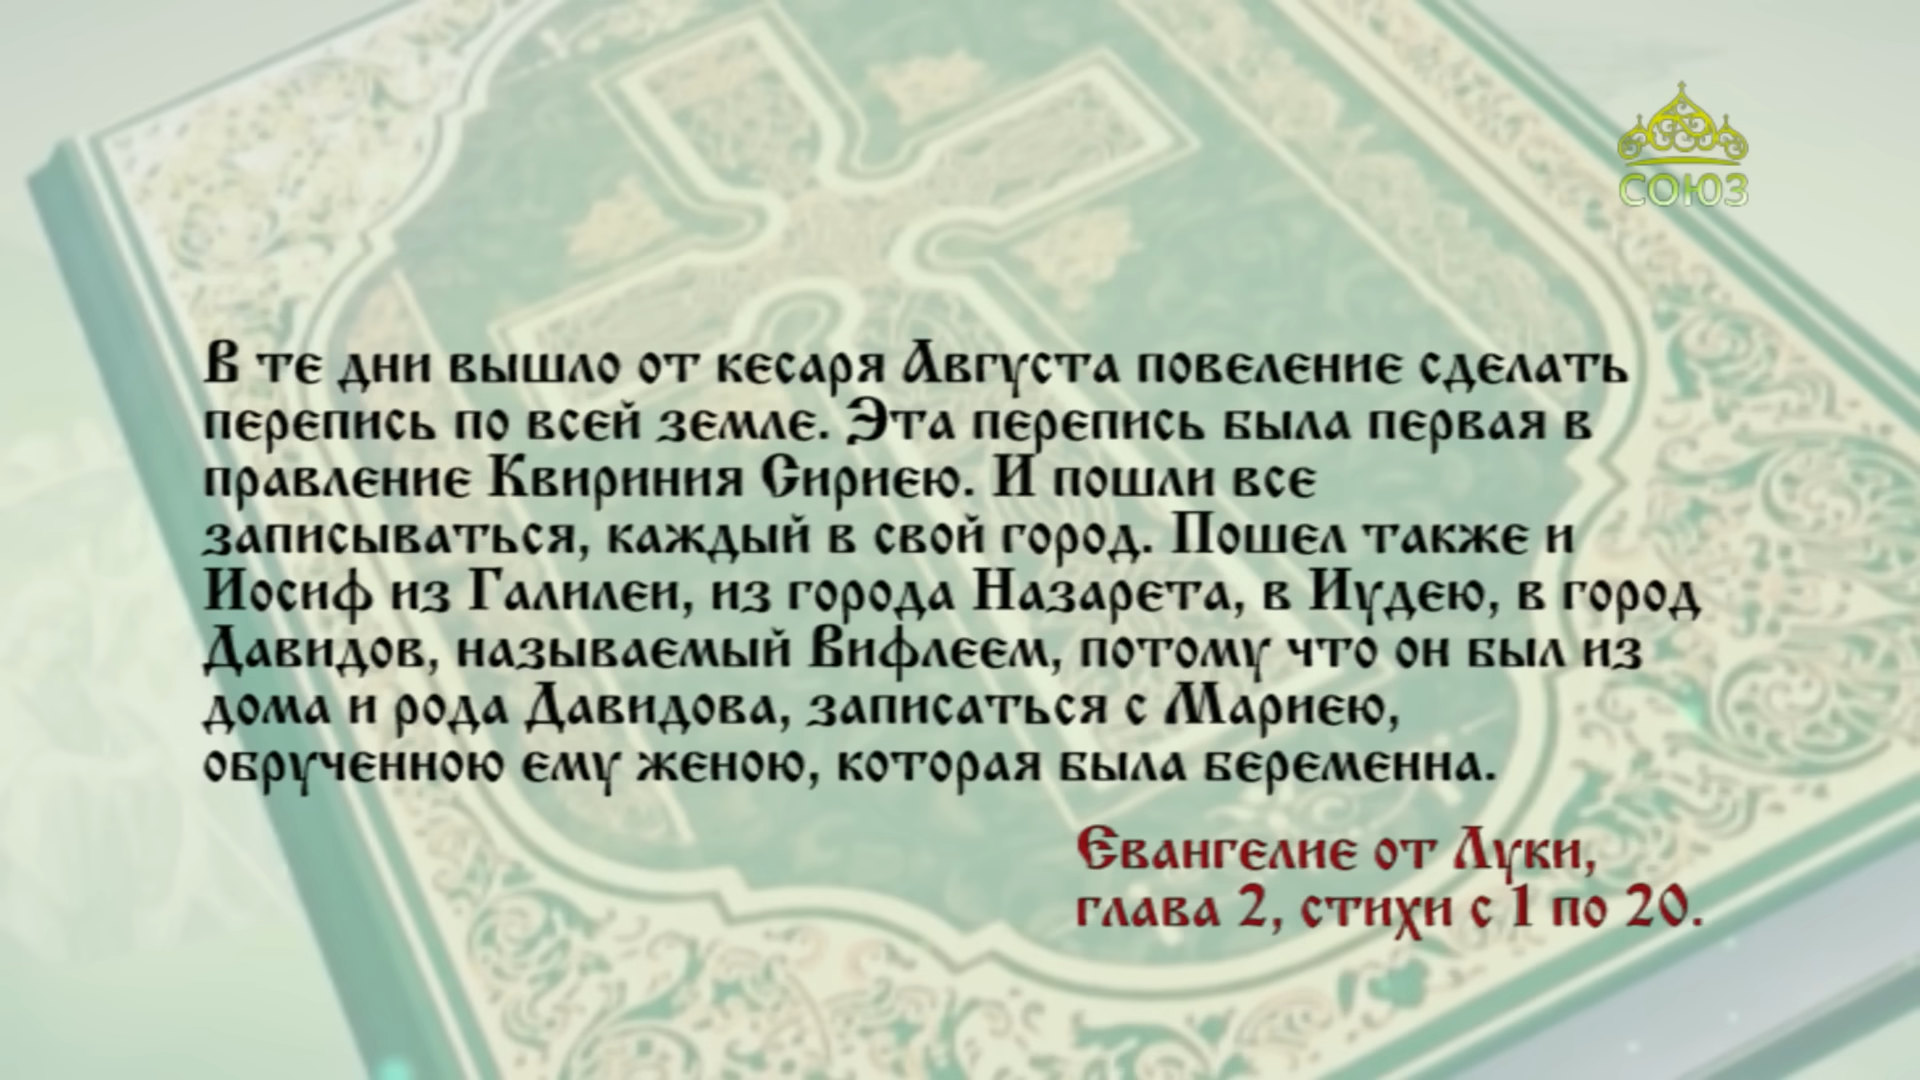 СОЮЗ
В те дни вышло от кесаря Августа повеление сделать
перепись по всей земле. Эта перепись была первая в
правление Квириния Сириею. И пошли все
записываться, каждый в свой город. Пошел также и
Иосиф из Галилеи, из города Назарета, в Иудею, в город
Давидов, называемый Вифлеем, потому что он был из
дома и рода Давидова, записаться с Мариею,
обрученною ему женою, которая была беременна.
Евангелие от Луки,
глава 2, стихи с 1 по 20.